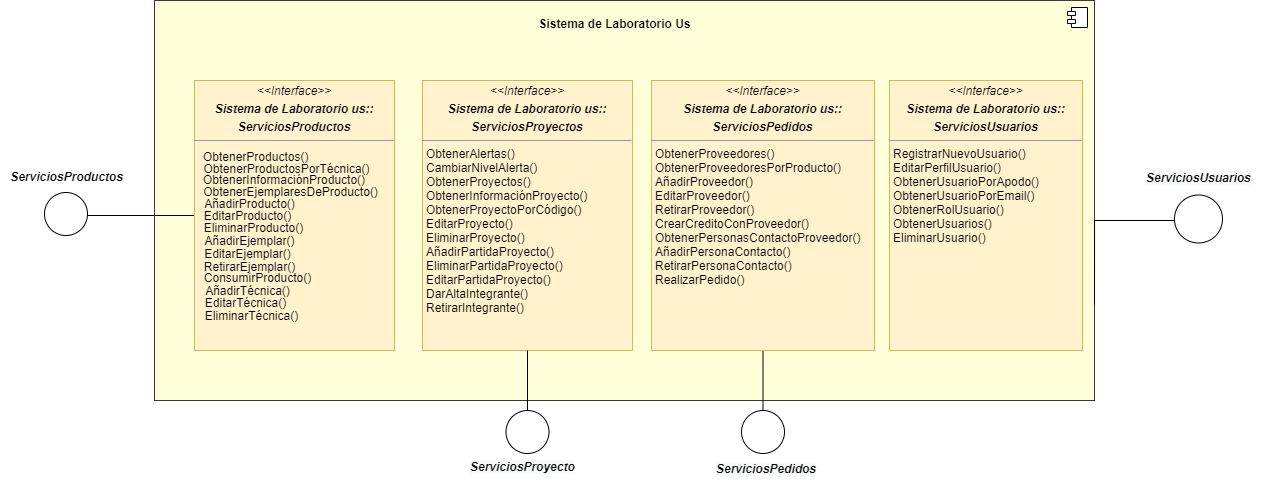 Sistema de Laboratorio Us
<<Interface>>
Sistema de Laboratorio us::
ServiciosProductos
ObtenerProductos()
ObtenerProductosPorTécnica()
ObtenerInformaciónProducto()
ObtenerEjemplaresDeProducto()
AñadirProducto()
EditarProducto()
EliminarProducto()
AñadirEjemplar()
EditarEjemplar()
RetirarEjemplar()
ConsumirProducto()
AñadirTécnica()
EditarTécnica()
EliminarTécnica()
<<Interface>>
Sistema de Laboratorio us::
ServiciosProyectos
ObtenerAlertas()
CambiarNivelAlerta()
ObtenerProyectos()
ObtenerInformaciónProyecto()
ObtenerProyectoPorCódigo()
EditarProyecto()
EliminarProyecto()
AñadirPartidaProyecto()
EliminarPartidaProyecto()
EditarPartidaProyecto()
DarAltaIntegrante()
RetirarIntegrante()
<<Interface>>
Sistema de Laboratorio us::
ServiciosPedidos
ObtenerProveedores()
ObtenerProveedoresPorProducto()
AñadirProveedor()
EditarProveedor()
RetirarProveedor()
CrearCreditoConProveedor()
ObtenerPersonasContactoProveedor()
AñadirPersonaContacto()
RetirarPersonaContacto()
RealizarPedido()
<<Interface>>
Sistema de Laboratorio us::
ServiciosUsuarios
RegistrarNuevoUsuario()
EditarPerfilUsuario()
ObtenerUsuarioPorApodo()
ObtenerUsuarioPorEmail()
ObtenerRolUsuario()
ObtenerUsuarios()
EliminarUsuario()
ServiciosProductos
ServiciosUsuarios
ServiciosProyecto
ServiciosPedidos